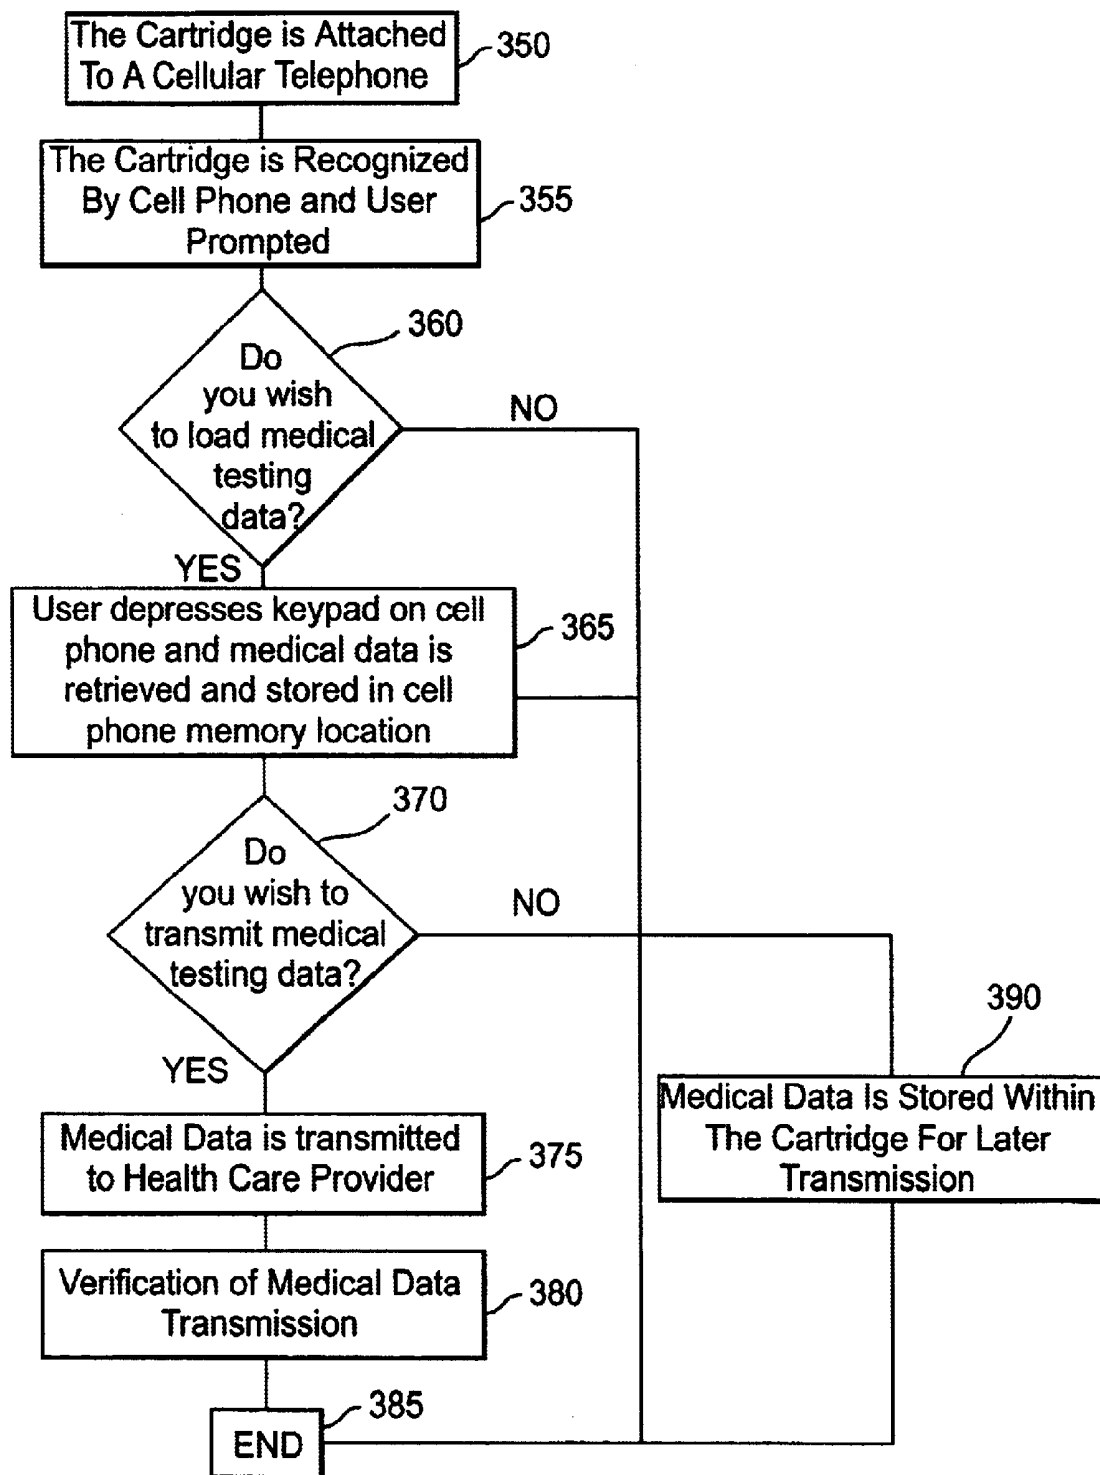 The Cartridge is Attached
To A Cellular Telephone
350
The Cartridge is Recognized
By Cell Phone and User
Prompted
355
360
Do
you wish
to load medical
testing
data?
NO
YES
User depresses keypad on cell
phone and medical data is
retrieved and stored in cell
phone memory location
365
370
Do
you wish to
transmit medical
testing data?
NO
YES
390
Medical Data Is Stored Within
The Cartridge For Later
Transmission
Medical Data is transmitted
to Health Care Provider
375
Verification of Medical Data
Transmission
380
385
END